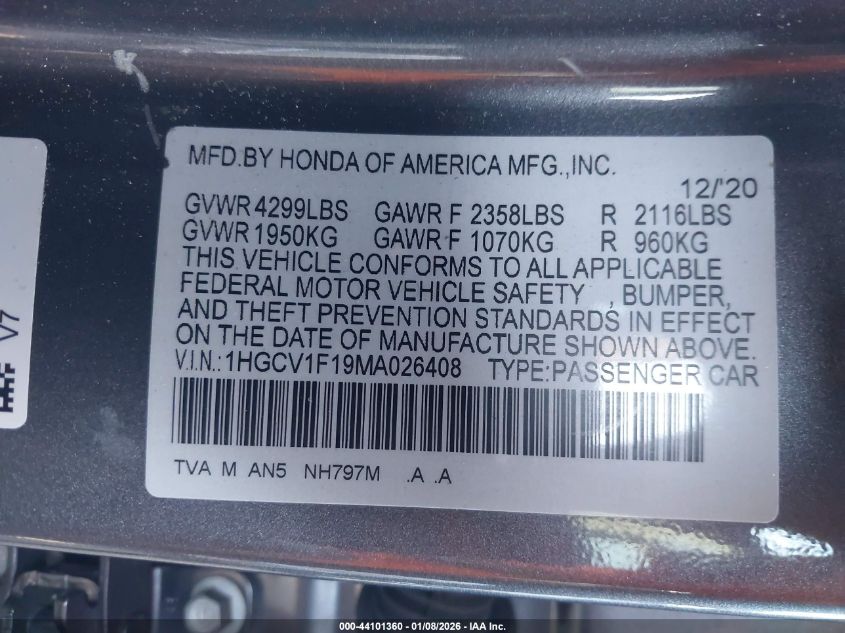 MFD.BY HONDA OF AMERICA MFG.,INC.
12/'20
GVWR 4299LBS GAWR F 2358LBS R 2116LBS
GVWR 1950KG GAWR F 1070KG R 960KG
THIS VEHICLE CONFORMS TO ALL APPLICABLE
FEDERAL MOTOR VEHICLE SAFETY , BUMPER,
AND THEFT PREVENTION STANDARDS IN EFFECT
ON THE DATE OF MANUFACTURE SHOWN ABOVE.
V.I.N.:1HGCV1F19MA026408 TYPE:PASSENGER CAR
TVA M AN5 NH797M .A .A
V7
000-44101360 - 01/08/2026 - IAA Inc.